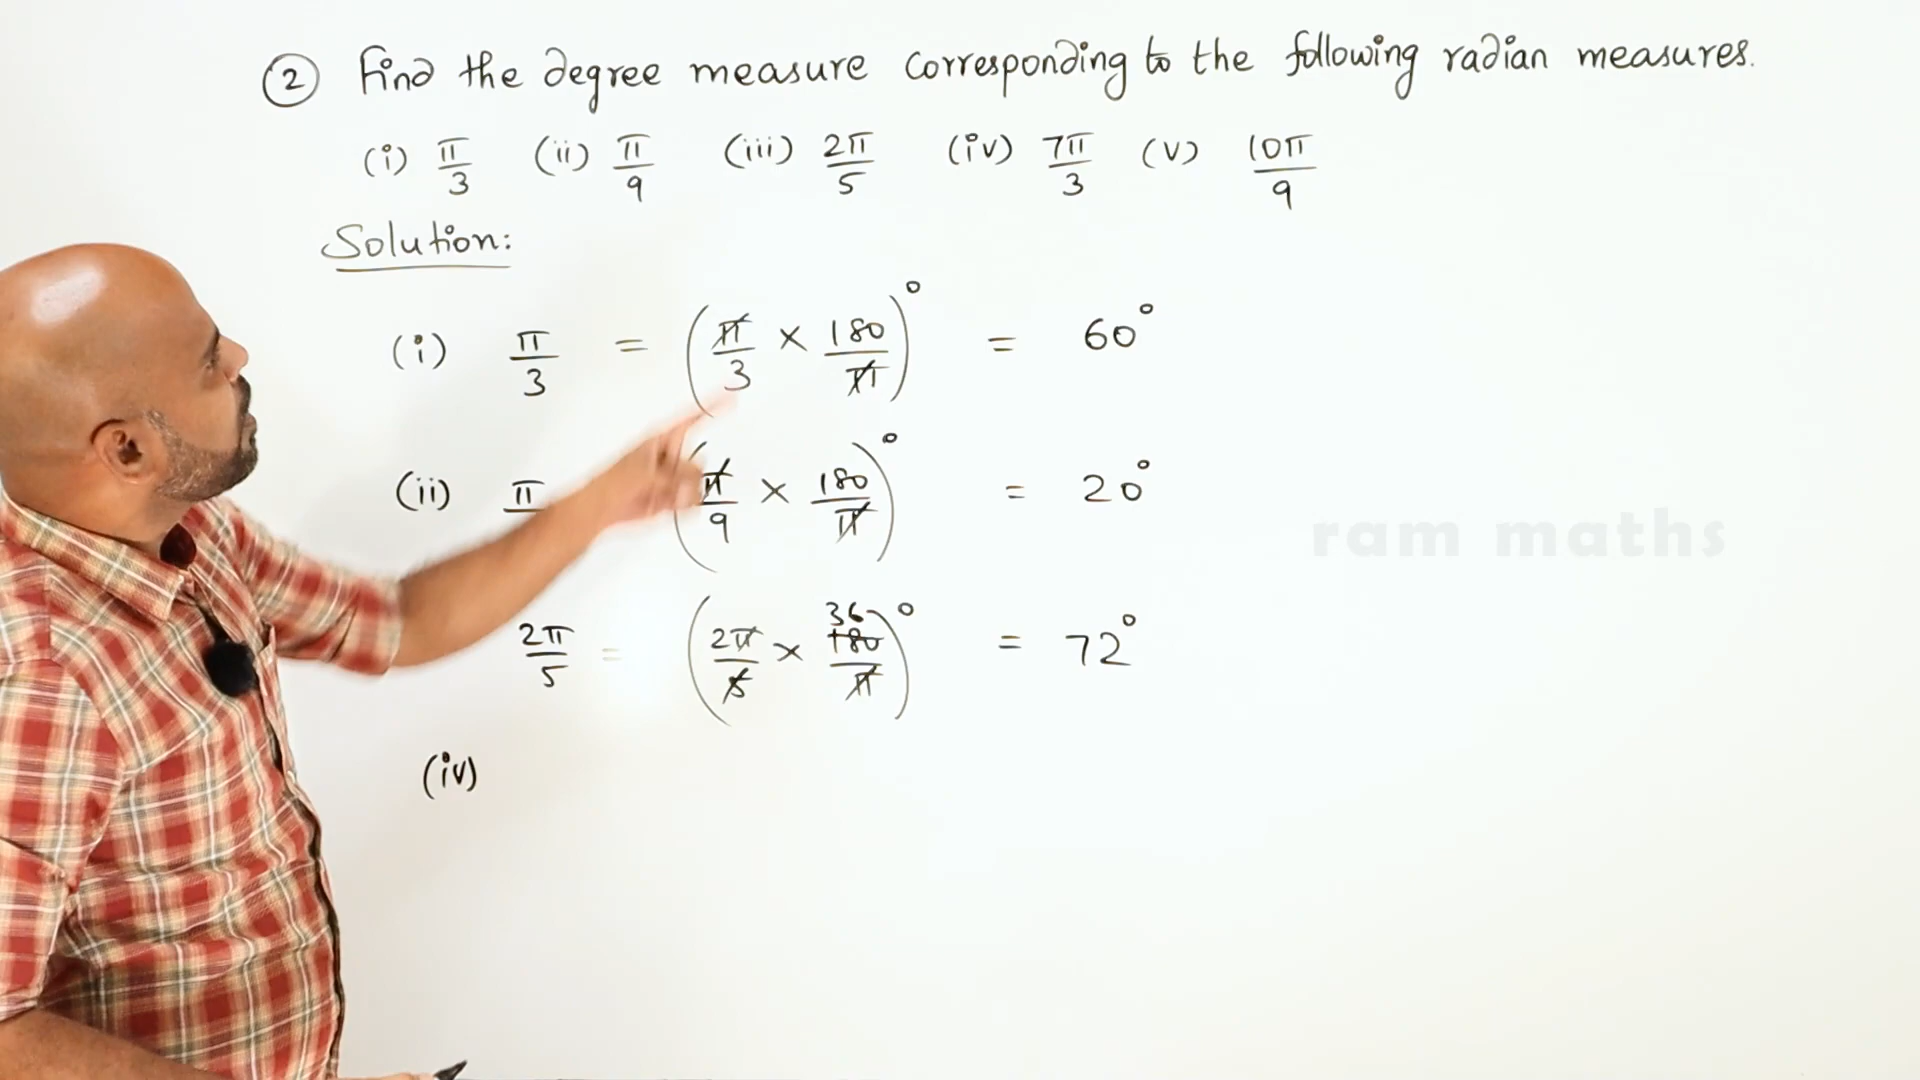 2 Find the degree measure corresponding to the following radian measures.
(i) π/3 (ii) π/9 (iii) 2π/5 (iv) 7π/3 (v) 10π/9
Solution:
(i) π/3 = (π/3 × 180/π)° = 60°
(ii) π (π/9 × 180/π)° = 20°
ram maths
2π/5 = (2π/5 × 36 180/π)° = 72°
(iv)